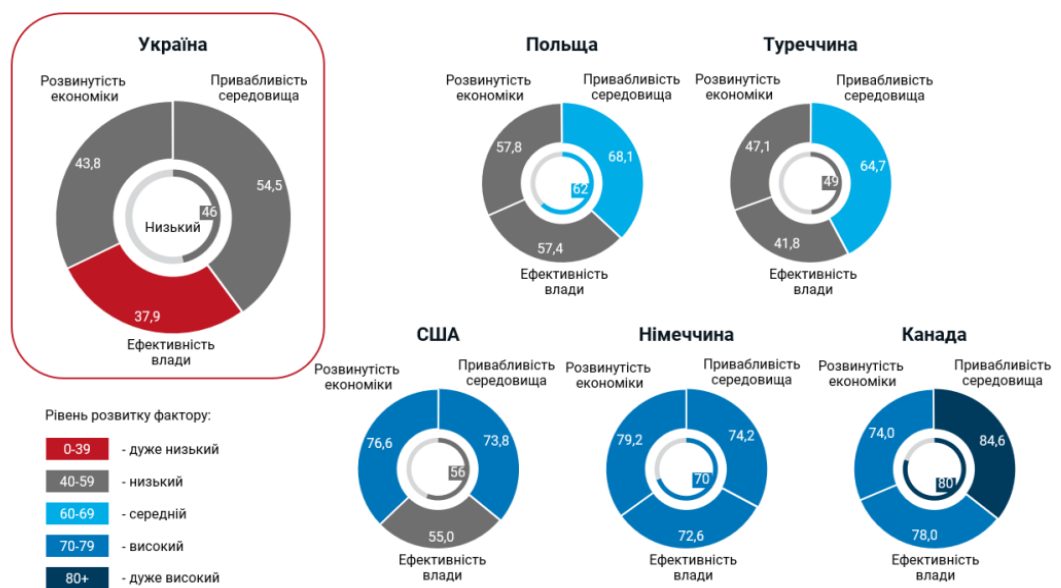 Україна
Розвинутість
економіки
Привабливість
середовища
43,8
54,5
46
Низький
37,9
Ефективність
влади
Польща
Розвинутість
економіки
Привабливість
середовища
57,8
68,1
62
57,4
Ефективність
влади
Туреччина
Розвинутість
економіки
Привабливість
середовища
47,1
64,7
49
41,8
Ефективність
влади
США
Розвинутість
економіки
Привабливість
середовища
76,6
73,8
56
55,0
Ефективність
влади
Німеччина
Розвинутість
економіки
Привабливість
середовища
79,2
74,2
70
72,6
Ефективність
влади
Канада
Розвинутість
економіки
Привабливість
середовища
74,0
84,6
80
78,0
Ефективність
влади
Рівень розвитку фактору:
0-39 - дуже низький
40-59 - низький
60-69 - середній
70-79 - високий
80+ - дуже високий